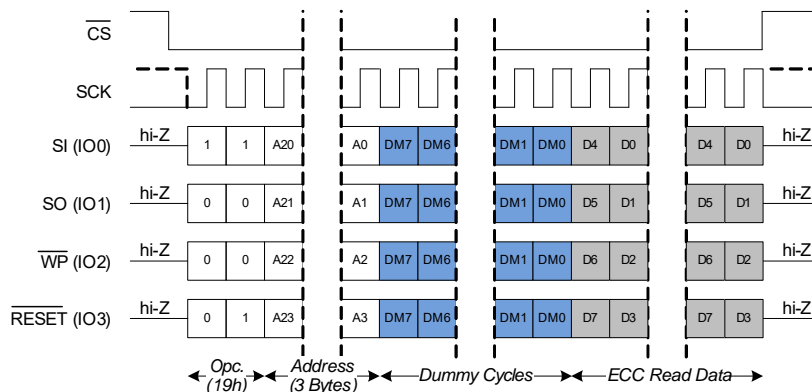 CS
SCK
hi-Z hi-Z
SI (IO0) 1 1 A20 A0 DM7 DM6 DM1 DM0 D4 D0 D4 D0
hi-Z hi-Z
SO (IO1) 0 0 A21 A1 DM7 DM6 DM1 DM0 D5 D1 D5 D1
hi-Z hi-Z
WP (IO2) 0 0 A22 A2 DM7 DM6 DM1 DM0 D6 D2 D6 D2
hi-Z hi-Z
RESET (IO3) 0 1 A23 A3 DM7 DM6 DM1 DM0 D7 D3 D7 D3
Opc. Address Dummy Cycles ECC Read Data
(19h) (3 Bytes)